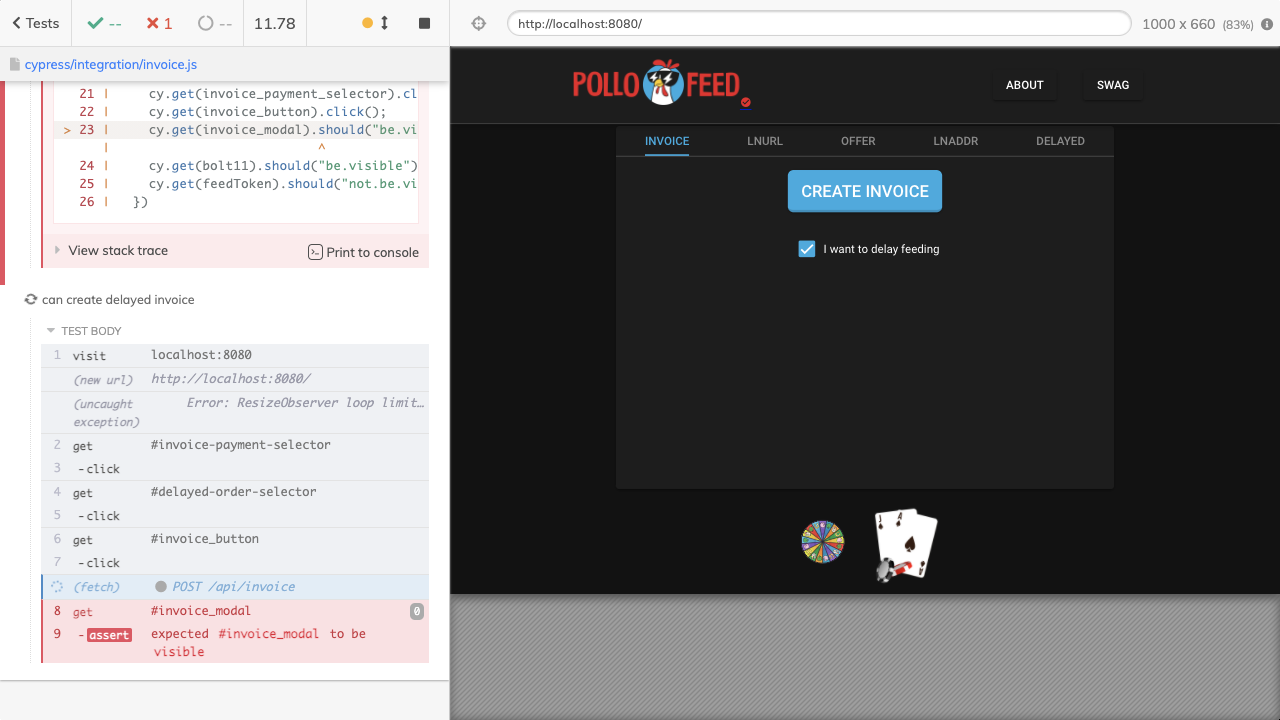 Tests
--
1
--
11.78
http://localhost:8080/
1000 x 660 (83%)
cypress/integration/invoice.js
21 | cy.get(invoice_payment_selector).cl
22 | cy.get(invoice_button).click();
> 23 | cy.get(invoice_modal).should("be.vi
| ^
24 | cy.get(bolt11).should("be.visible")
25 | cy.get(feedToken).should("not.be.vi
26 | })
View stack trace
Print to console
can create delayed invoice
TEST BODY
1 visit localhost:8080
(new url) http://localhost:8080/
(uncaught exception) Error: ResizeObserver loop limit…
2 get #invoice-payment-selector
3 -click
4 get #delayed-order-selector
5 -click
6 get #invoice_button
7 -click
(fetch) POST /api/invoice
8 get #invoice_modal 0
9 -assert expected #invoice_modal to be
visible
POLLO FEED
ABOUT
SWAG
INVOICE
LNURL
OFFER
LNADDR
DELAYED
CREATE INVOICE
I want to delay feeding